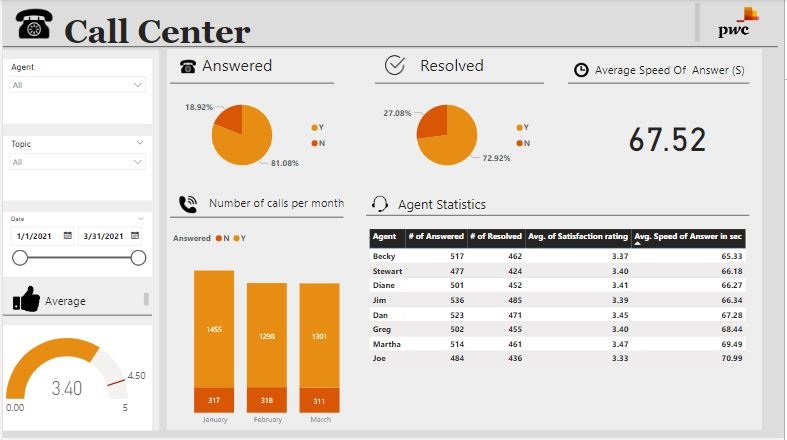 Call Center
pwc
Agent
All
Topic
All
Date
1/1/2021 3/31/2021
Average
3.40
4.50
0.00 5
Answered
18.92%
81.08%
Y
N
Resolved
27.08%
72.92%
Y
N
Average Speed Of Answer (S)
67.52
Number of calls per month
Answered N Y
1455 1298 1301
317 318 311
January February March
Agent Statistics
Agent # of Answered # of Resolved Avg. of Satisfaction rating Avg. Speed of Answer in sec
Becky 517 462 3.37 65.33
Stewart 477 424 3.40 66.18
Diane 501 452 3.41 66.27
Jim 536 485 3.39 66.34
Dan 523 471 3.45 67.28
Greg 502 455 3.40 68.44
Martha 514 461 3.47 69.49
Joe 484 436 3.33 70.99